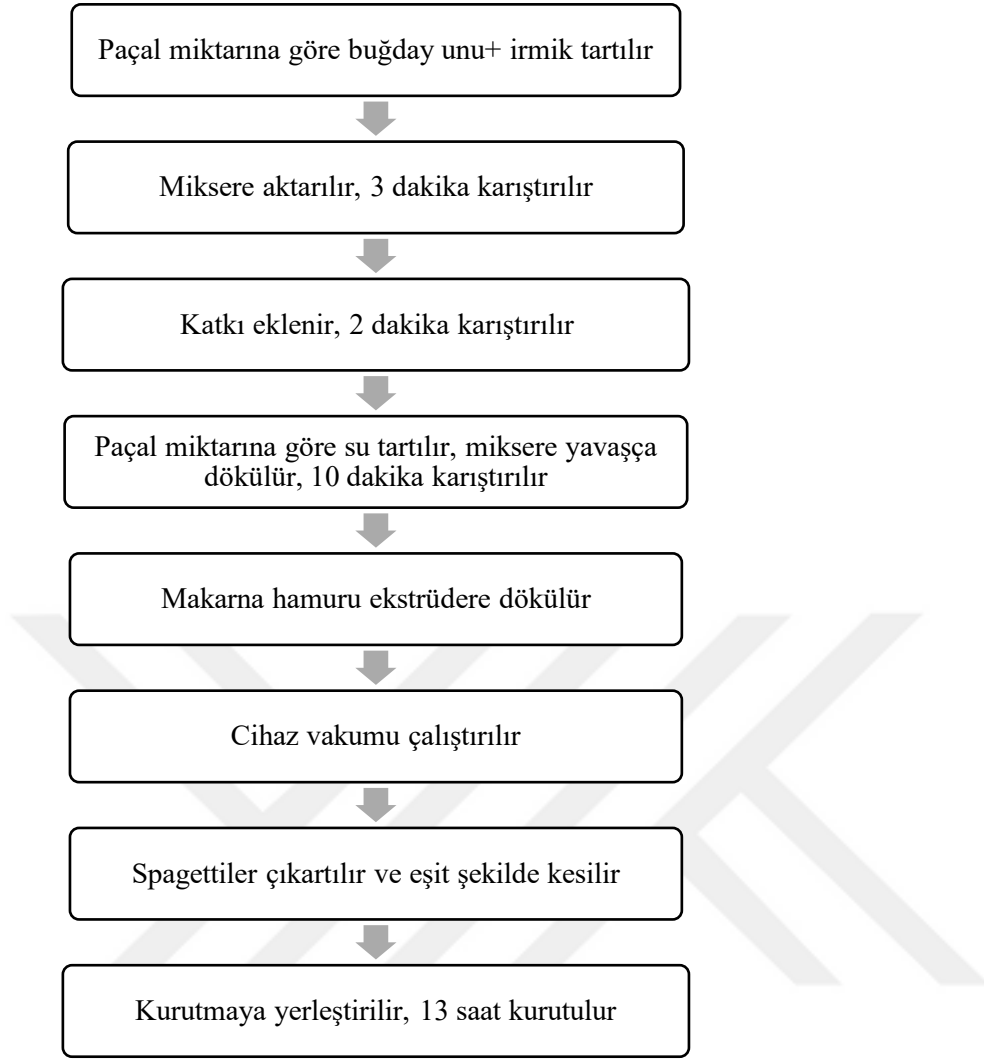 Paçal miktarına göre buğday unu+ irmik tartılır
Miksere aktarılır, 3 dakika karıştırılır
Katkı eklenir, 2 dakika karıştırılır
Paçal miktarına göre su tartılır, miksere yavaşça
dökülür, 10 dakika karıştırılır
Makarna hamuru ekstrüdere dökülür
Cihaz vakumu çalıştırılır
Spagettiler çıkartılır ve eşit şekilde kesilir
Kurutmaya yerleştirilir, 13 saat kurutulur